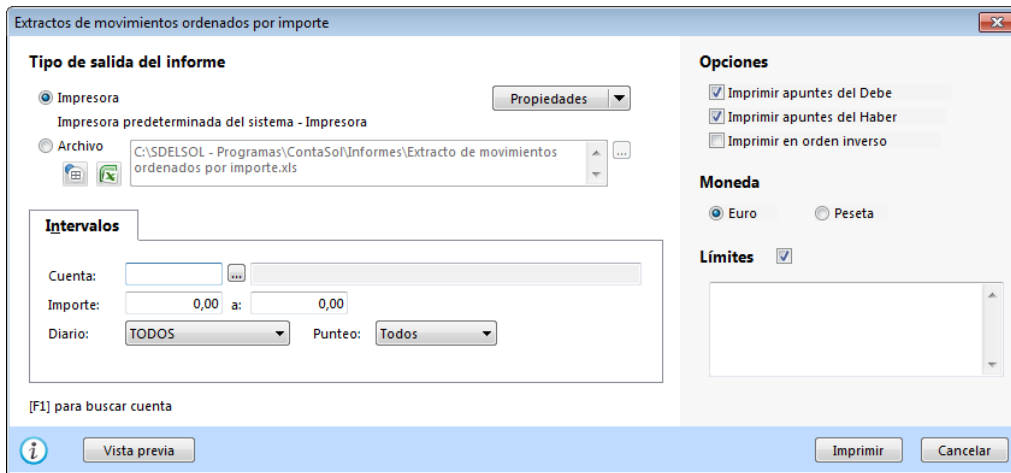 Extractos de movimientos ordenados por importe
Tipo de salida del informe
Impresora
Propiedades
Impresora predeterminada del sistema - Impresora
Archivo
C:\SDELSOL - Programas\ContaSol\Informes\Extracto de movimientos
ordenados por importe.xls
...
Intervalos
Cuenta:
...
Importe: 0,00 a: 0,00
Diario: TODOS Punteo: Todos
[F1] para buscar cuenta
Opciones
Imprimir apuntes del Debe
Imprimir apuntes del Haber
Imprimir en orden inverso
Moneda
Euro Peseta
Límites
i Vista previa Imprimir Cancelar